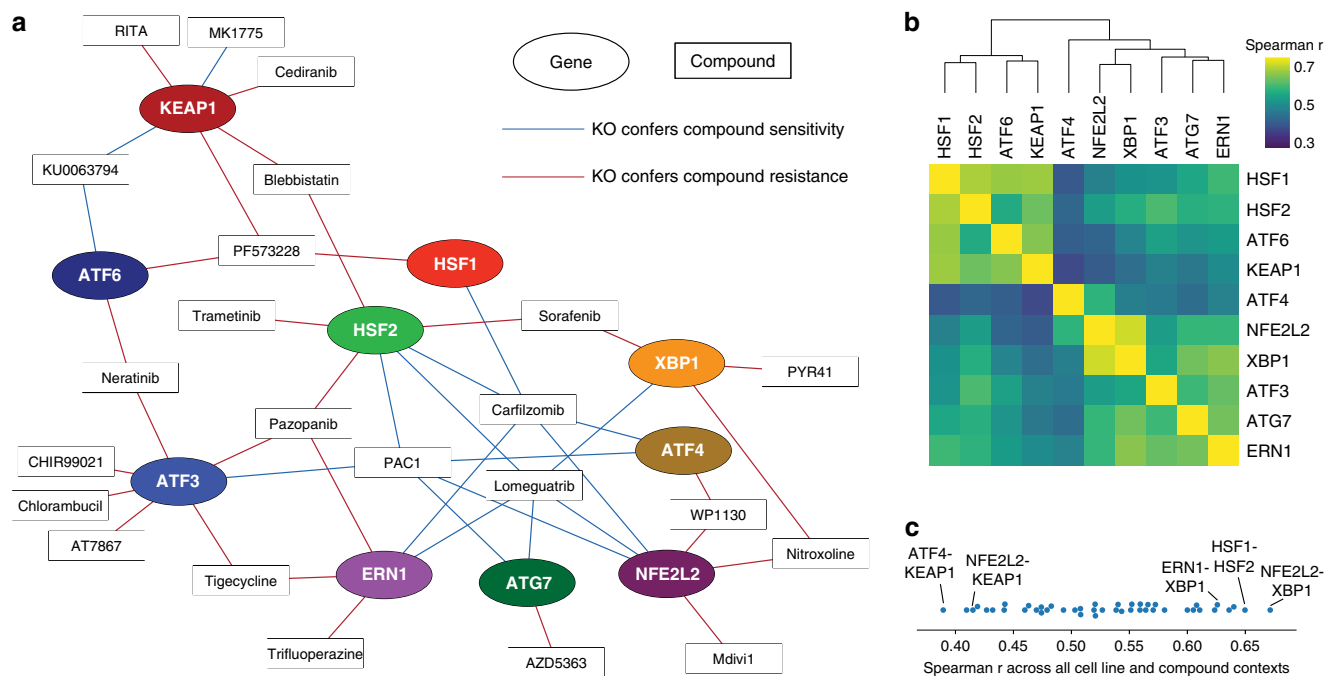 a
RITA
MK1775
Cediranib
KEAP1
KU0063794
Blebbistatin
PF573228
ATF6
HSF1
Trametinib
HSF2
Sorafenib
XBP1
PYR41
Neratinib
Carfilzomib
Pazopanib
ATF4
CHIR99021
PAC1
ATF3
Lomeguatrib
Chlorambucil
WP1130
AT7867
Nitroxoline
Tigecycline
ERN1
ATG7
NFE2L2
Trifluoperazine
AZD5363
Mdivi1
Gene
Compound
KO confers compound sensitivity
KO confers compound resistance
b
Spearman r
0.7
0.5
0.3
HSF1
HSF2
ATF6
KEAP1
ATF4
NFE2L2
XBP1
ATF3
ATG7
ERN1
HSF1
HSF2
ATF6
KEAP1
ATF4
NFE2L2
XBP1
ATF3
ATG7
ERN1
c
ATF4-
KEAP1
NFE2L2-
KEAP1
ERN1-
XBP1
HSF1-
HSF2
NFE2L2-
XBP1
0.40 0.45 0.50 0.55 0.60 0.65
Spearman r across all cell line and compound contexts